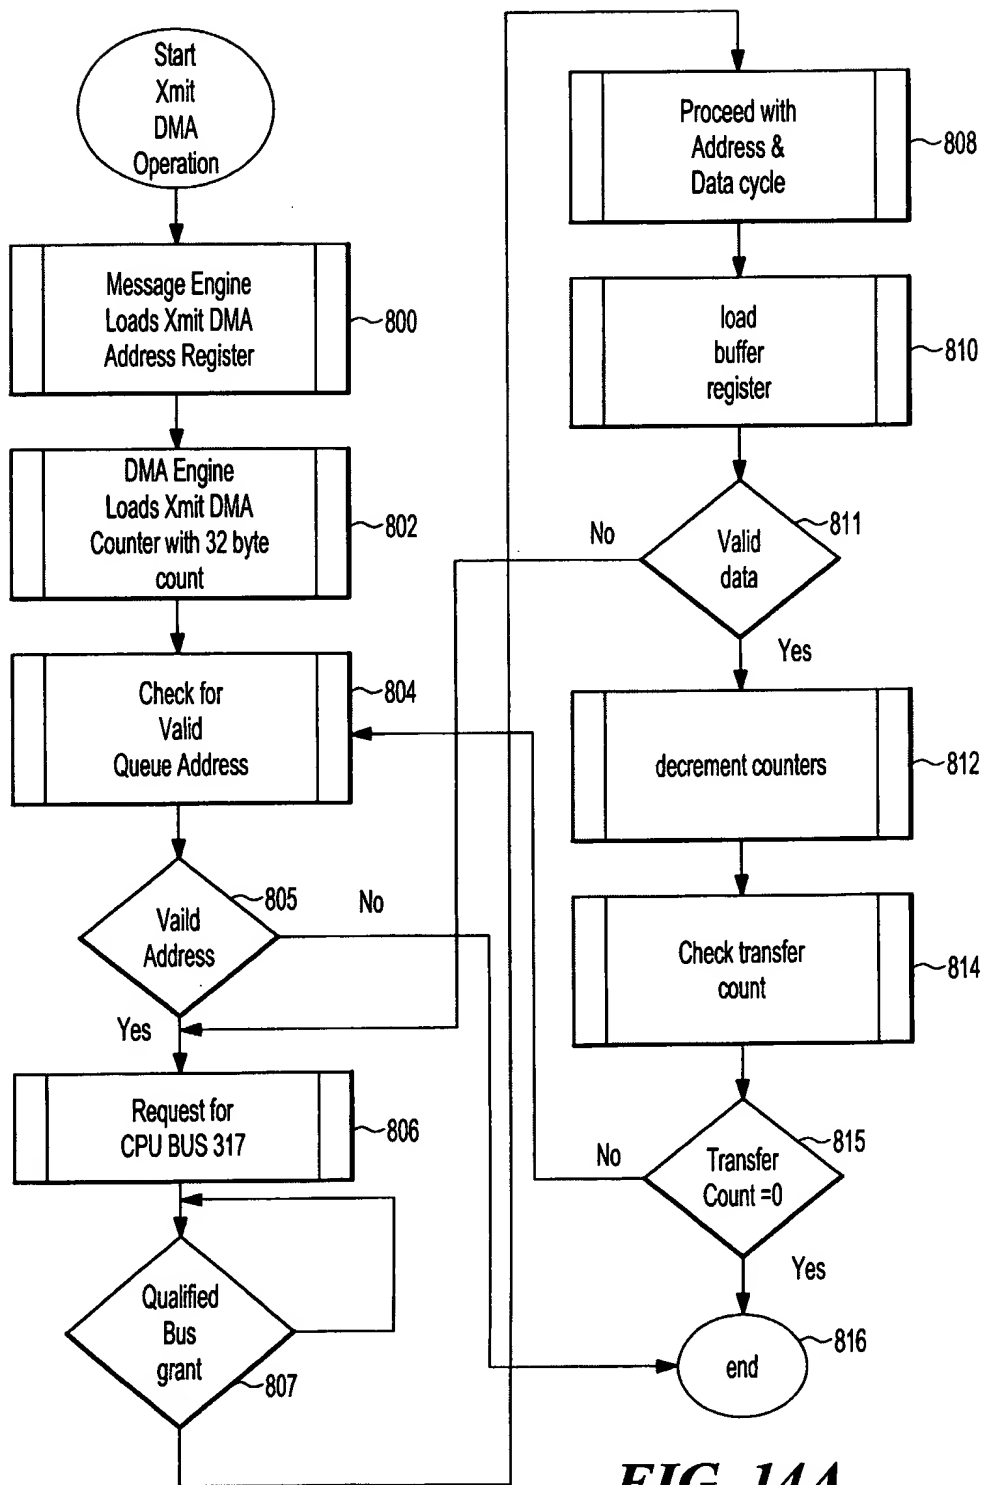 Start
Xmit
DMA
Operation
Message Engine
Loads Xmit DMA
Address Register
800
DMA Engine
Loads Xmit DMA
Counter with 32 byte
count
802
Check for
Valid
Queue Address
804
Vaild
Address
805
No
Yes
Request for
CPU BUS 317
806
Qualified
Bus
grant
807
Proceed with
Address &
Data cycle
808
load
buffer
register
810
Valid
data
811
No
Yes
decrement counters
812
Check transfer
count
814
Transfer
Count =0
815
No
Yes
end
816
FIG. 14A